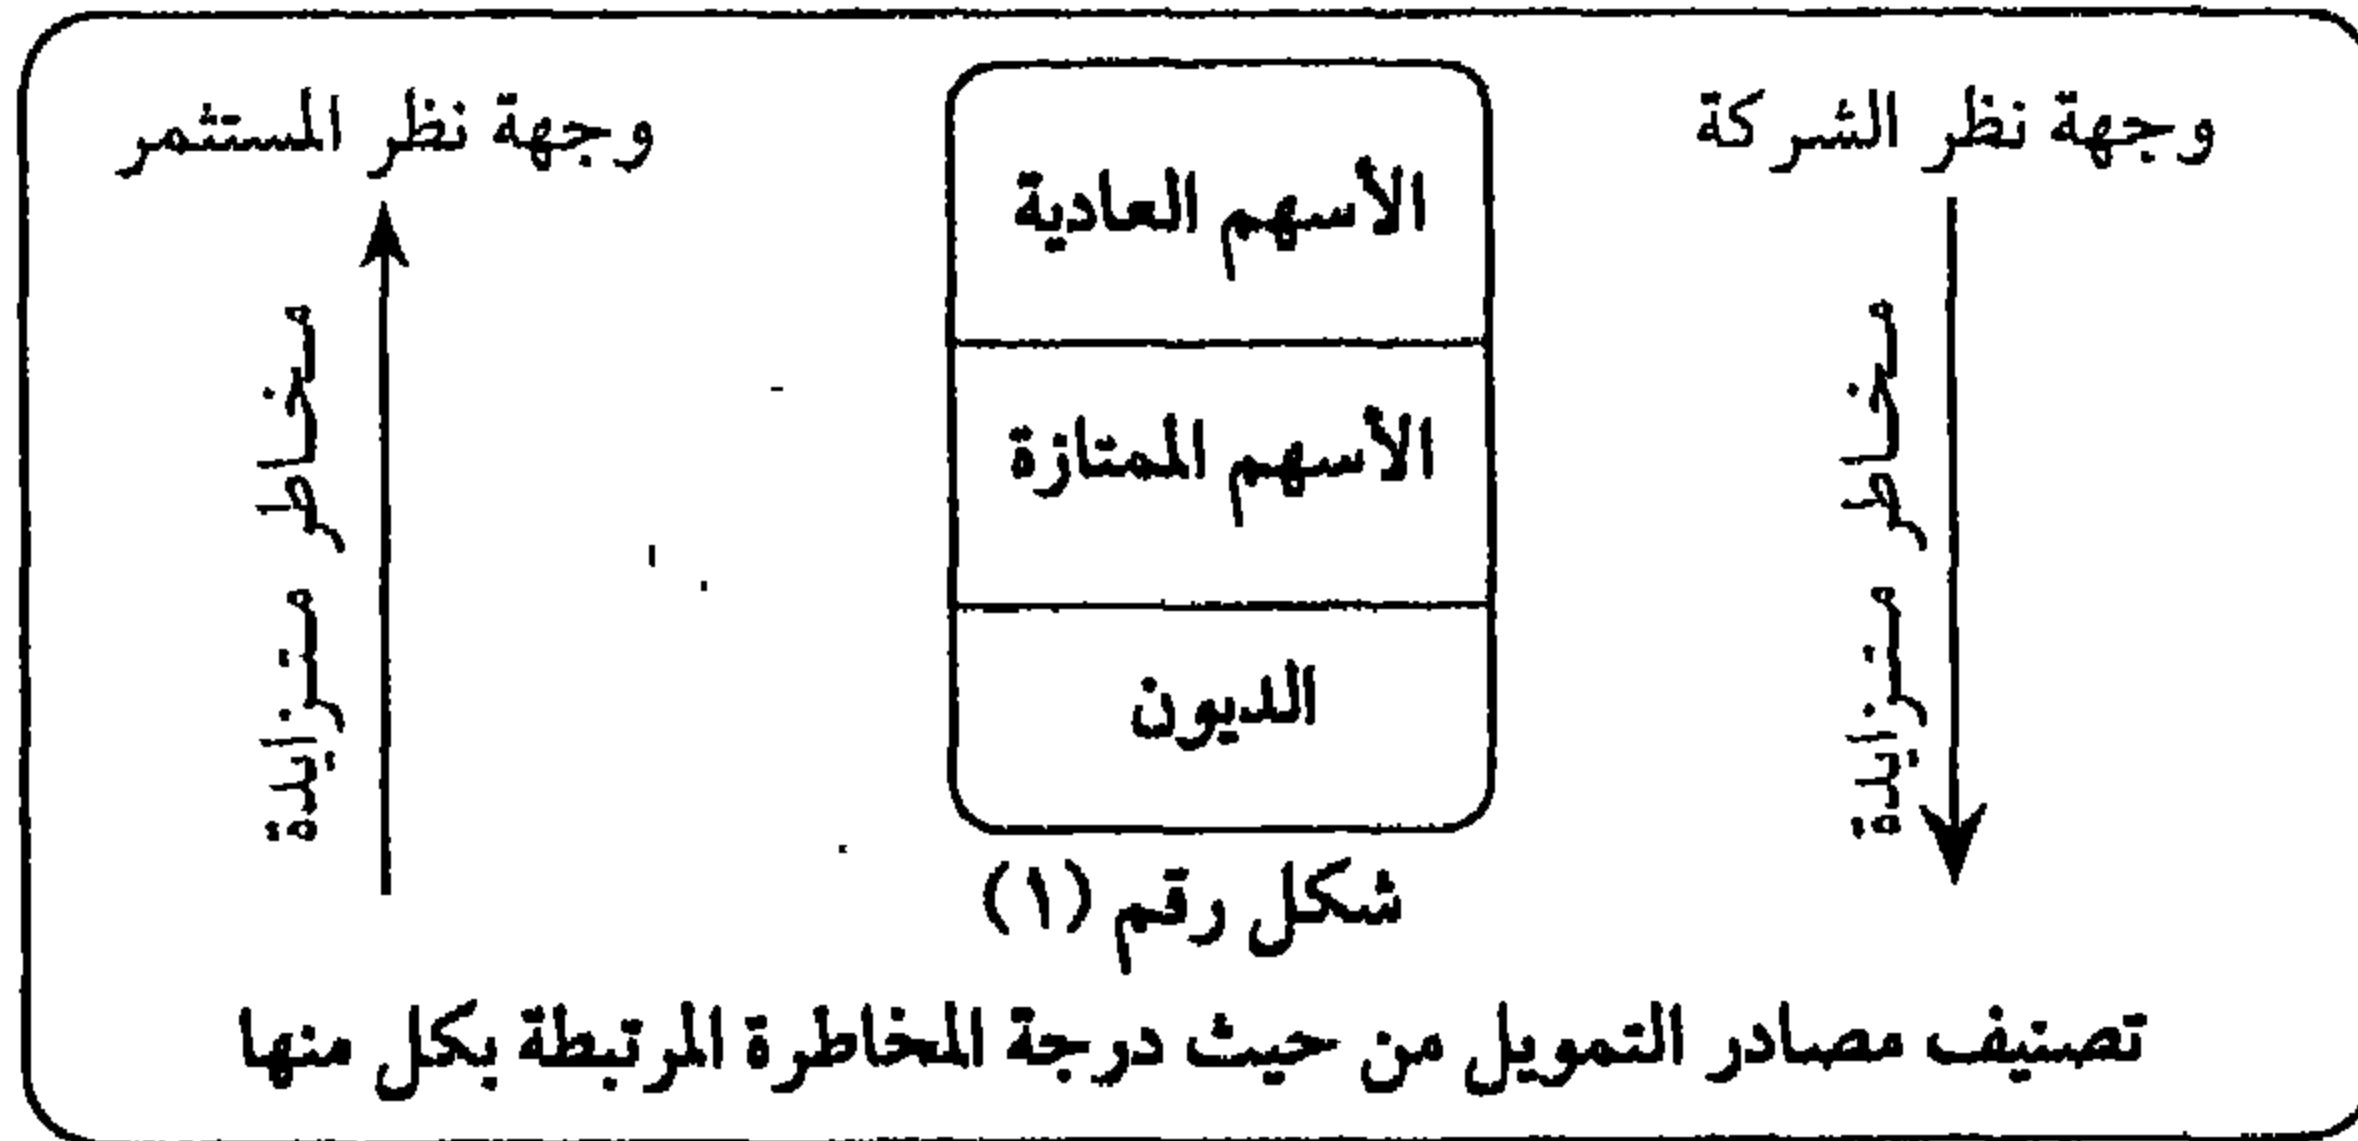 وجهة نظر الشركة
وجهة نظر المستثمر
مخاطر متزايدة
الأسهم العادية
الأسهم الممتازة
الديون
مخاطر متزايدة
شكل رقم (١)
تصنيف مصادر التمويل من حيث درجة المخاطرة المرتبطة بكل منها